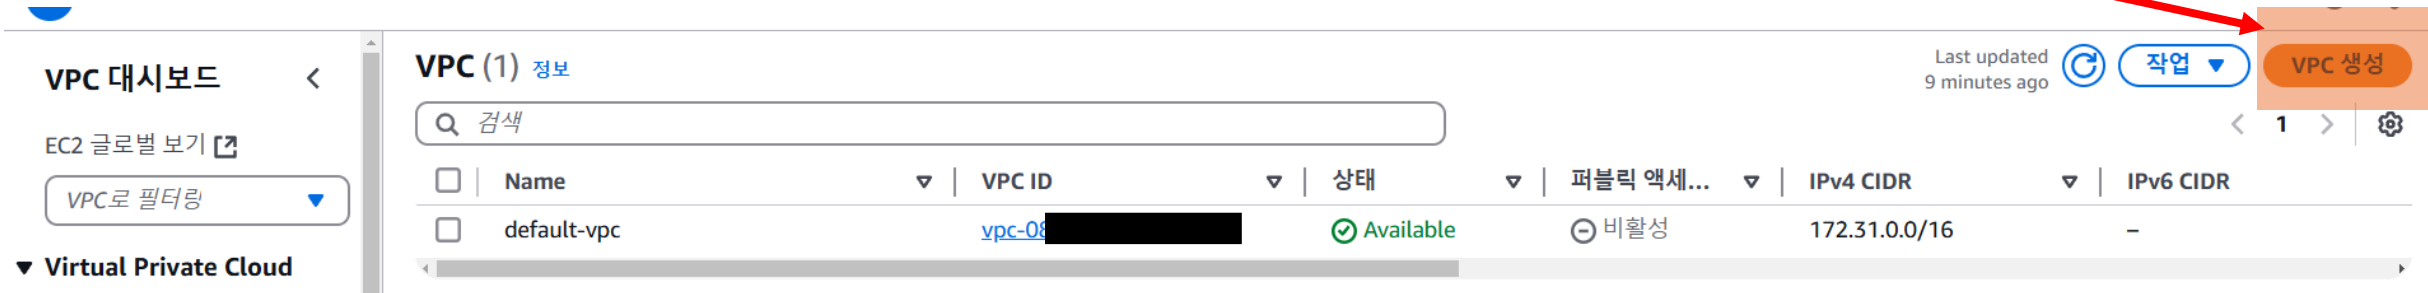 VPC 대시보드
EC2 글로벌 보기
VPC로 필터링
Virtual Private Cloud
VPC (1) 정보
Last updated
9 minutes ago
작업
VPC 생성
검색
1
Name VPC ID 상태 퍼블릭 액세... IPv4 CIDR IPv6 CIDR
default-vpc vpc-08 Available 비활성 172.31.0.0/16 –